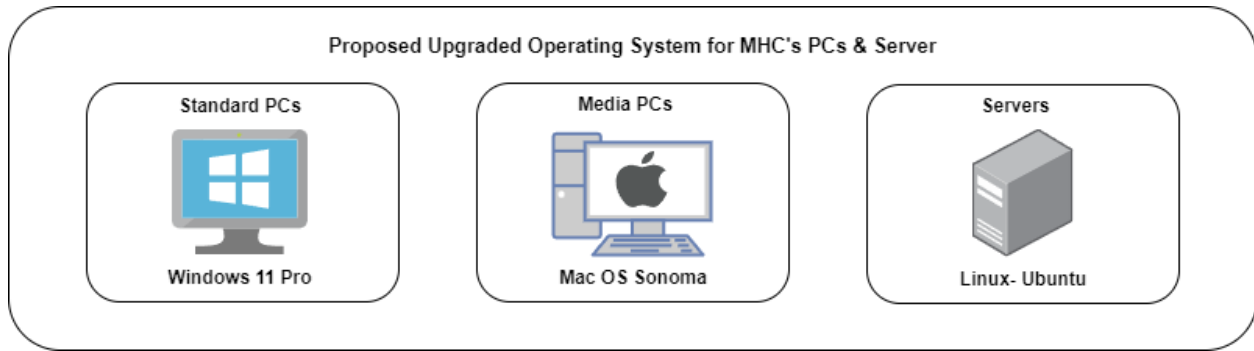 Proposed Upgraded Operating System for MHC's PCs & Server
Standard PCs
Windows 11 Pro
Media PCs
Mac OS Sonoma
Servers
Linux- Ubuntu